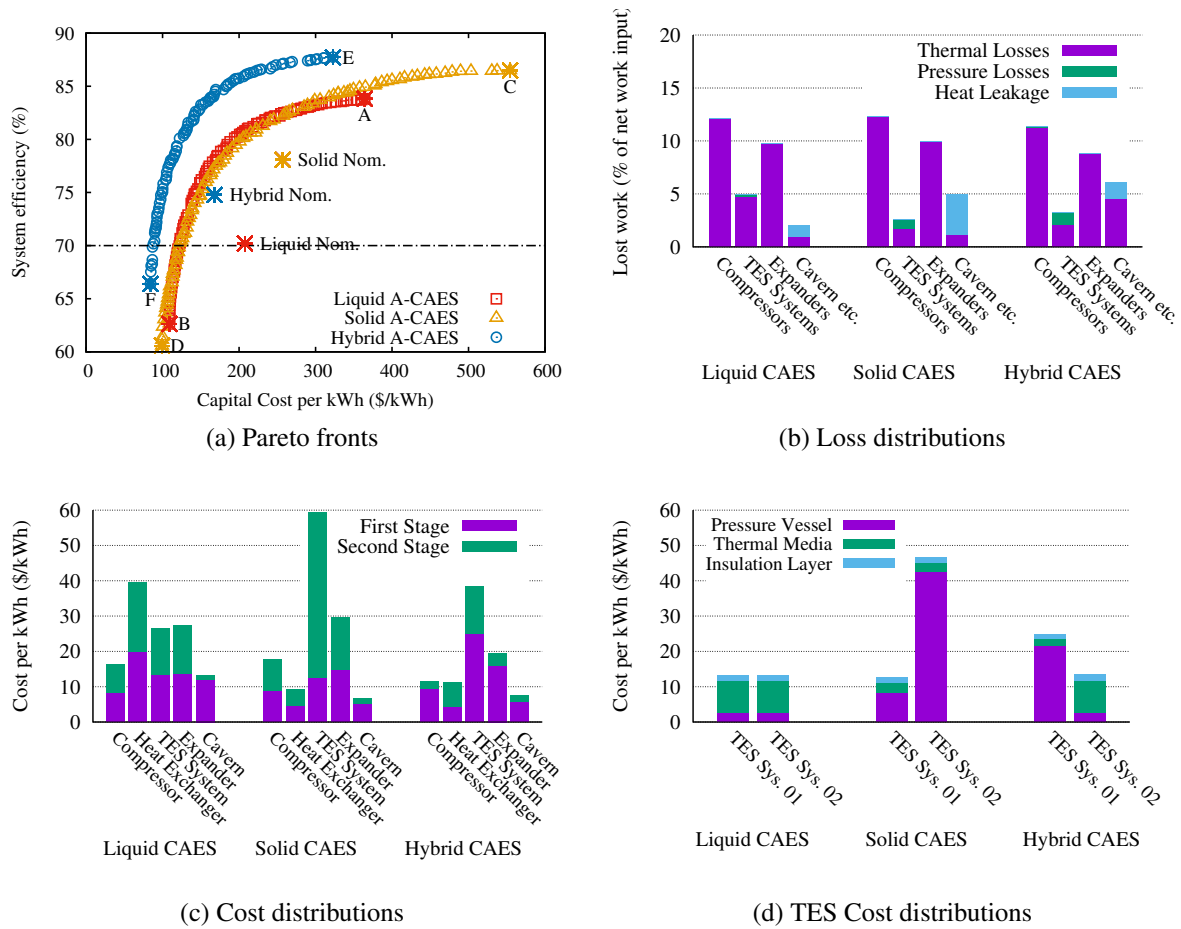 90
85
80
75
70
65
60
System efficiency (%)
E
C
A
Solid Nom.
Hybrid Nom.
Liquid Nom.
F
B
D
Liquid A-CAES
Solid A-CAES
Hybrid A-CAES
0 100 200 300 400 500 600
Capital Cost per kWh ($/kWh)
(a) Pareto fronts
20
15
10
5
0
Lost work (% of net work input)
Thermal Losses
Pressure Losses
Heat Leakage
Compressors
TES Systems
Expanders
Cavern etc.
Compressors
TES Systems
Expanders
Cavern etc.
Compressors
TES Systems
Expanders
Cavern etc.
Liquid CAES Solid CAES Hybrid CAES
(b) Loss distributions
60
50
40
30
20
10
0
Cost per kWh ($/kWh)
First Stage
Second Stage
Compressor
Heat Exchanger
TES System
Expander
Cavern
Compressor
Heat Exchanger
TES System
Expander
Cavern
Compressor
Heat Exchanger
TES System
Expander
Cavern
Liquid CAES Solid CAES Hybrid CAES
(c) Cost distributions
60
50
40
30
20
10
0
Cost per kWh ($/kWh)
Pressure Vessel
Thermal Media
Insulation Layer
TES Sys. 01
TES Sys. 02
TES Sys. 01
TES Sys. 02
TES Sys. 01
TES Sys. 02
Liquid CAES Solid CAES Hybrid CAES
(d) TES Cost distributions